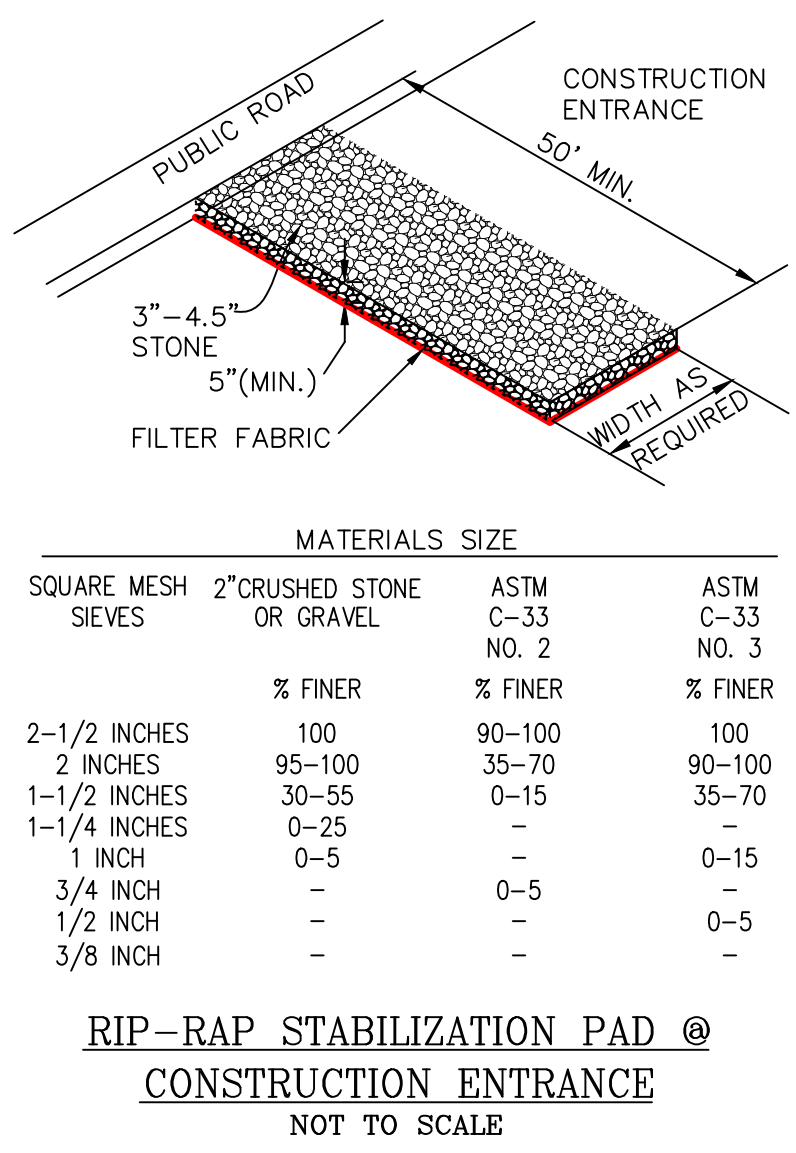 CONSTRUCTION
ENTRANCE
PUBLIC ROAD
50' MIN.
3"-4.5"
STONE
5"(MIN.)
FILTER FABRIC
WIDTH AS
REQUIRED
MATERIALS SIZE
SQUARE MESH 2"CRUSHED STONE ASTM ASTM
SIEVES OR GRAVEL C-33 C-33
NO. 2 NO. 3
% FINER % FINER % FINER
2-1/2 INCHES 100 90-100 100
2 INCHES 95-100 35-70 90-100
1-1/2 INCHES 30-55 0-15 35-70
1-1/4 INCHES 0-25 - -
1 INCH 0-5 - 0-15
3/4 INCH - 0-5 -
1/2 INCH - - 0-5
3/8 INCH - - -
RIP-RAP STABILIZATION PAD @
CONSTRUCTION ENTRANCE
NOT TO SCALE